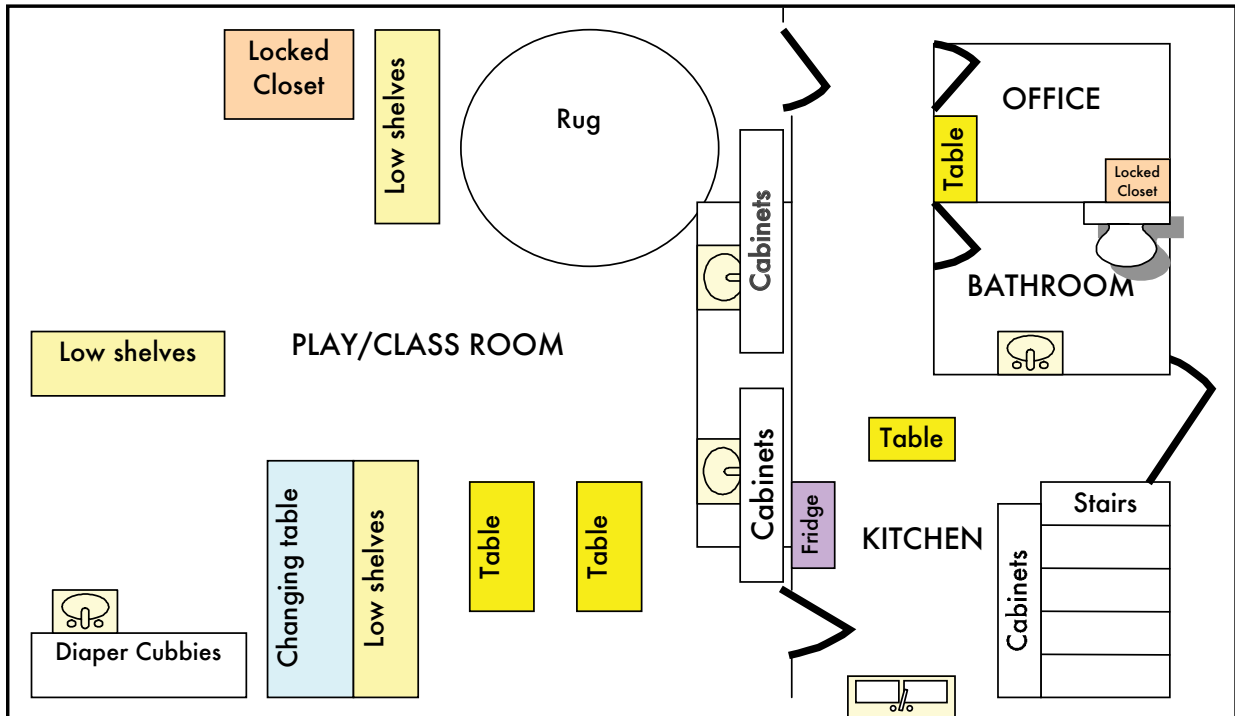 Locked
Closet
Low shelves
Rug
Cabinets
OFFICE
Table
Locked
Closet
BATHROOM
PLAY/CLASS ROOM
Low shelves
Cabinets
Table
Fridge
KITCHEN
Stairs
Cabinets
Changing table
Low shelves
Table
Table
Diaper Cubbies